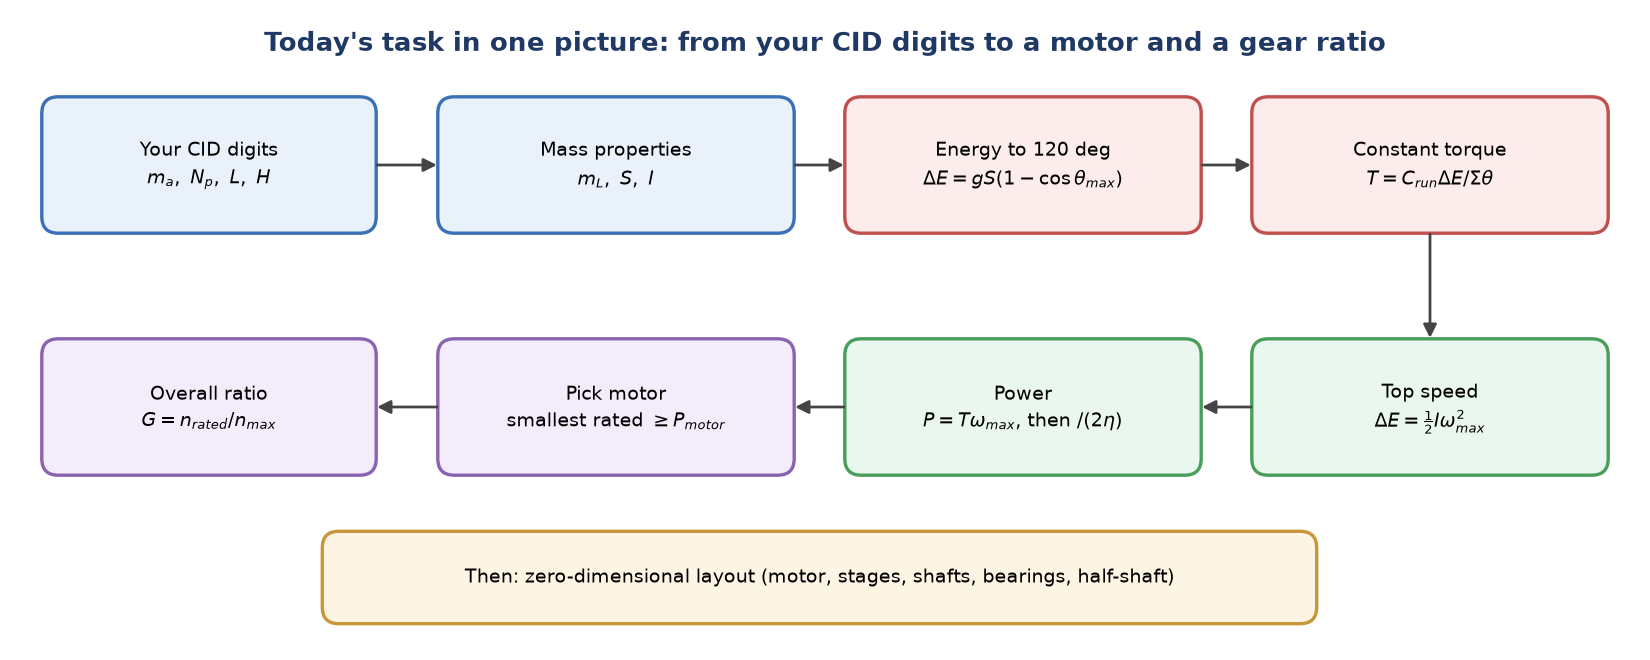 Today's task in one picture: from your CID digits to a motor and a gear ratio
Your CID digits
mₐ, Nₚ, L, H
Mass properties
m_L, S, I
Energy to 120 deg
ΔE = gS(1 − cos θ_max)
Constant torque
T = C_run ΔE/Σθ
Overall ratio
G = n_rated/n_max
Pick motor
smallest rated ≥ P_motor
Power
P = Tω_max, then /(2η)
Top speed
ΔE = ½Iω²_max
Then: zero-dimensional layout (motor, stages, shafts, bearings, half-shaft)